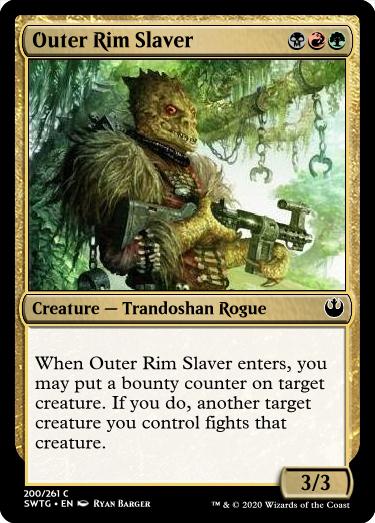 Outer Rim Slaver
Creature — Trandoshan Rogue
When Outer Rim Slaver enters, you
may put a bounty counter on target
creature. If you do, another target
creature you control fights that
creature.
3/3
200/261 C
SWTG • EN Ryan Barger
™ & © 2020 Wizards of the Coast